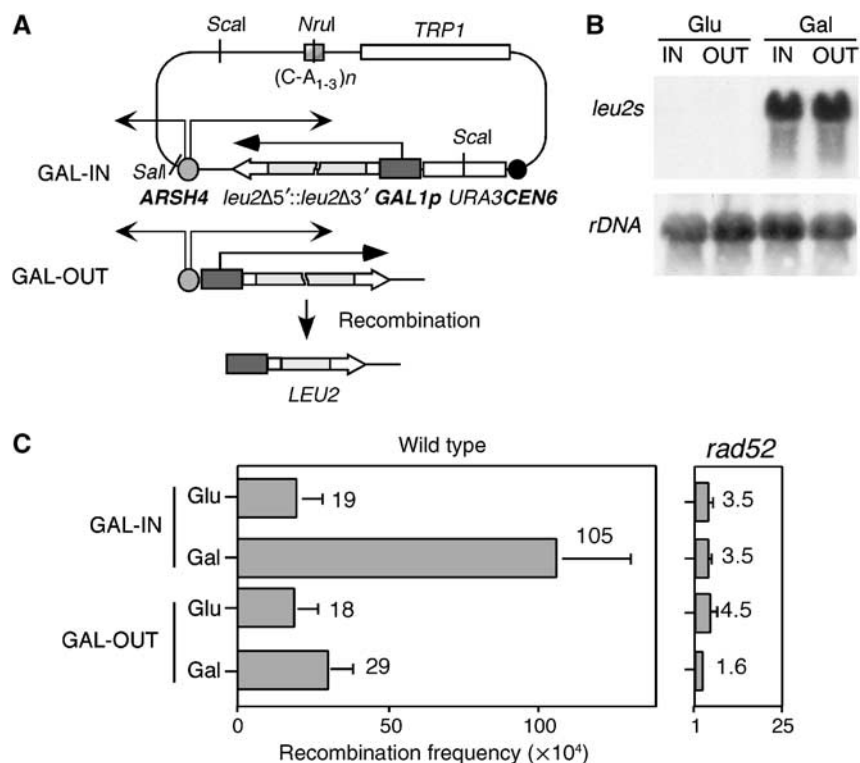 A
ScaI NruI TRP1
(C-A1-3)n
GAL-IN
ScaI
SalI
ARSH4 leu2Δ5′::leu2Δ3′ GAL1p URA3CEN6
GAL-OUT
Recombination
LEU2
B
Glu Gal
IN OUT IN OUT
leu2s
rDNA
C
Wild type rad52
GAL-IN
Glu 19 3.5
Gal 105 3.5
GAL-OUT
Glu 18 4.5
Gal 29 1.6
0 50 100 1 25
Recombination frequency (×10⁴)